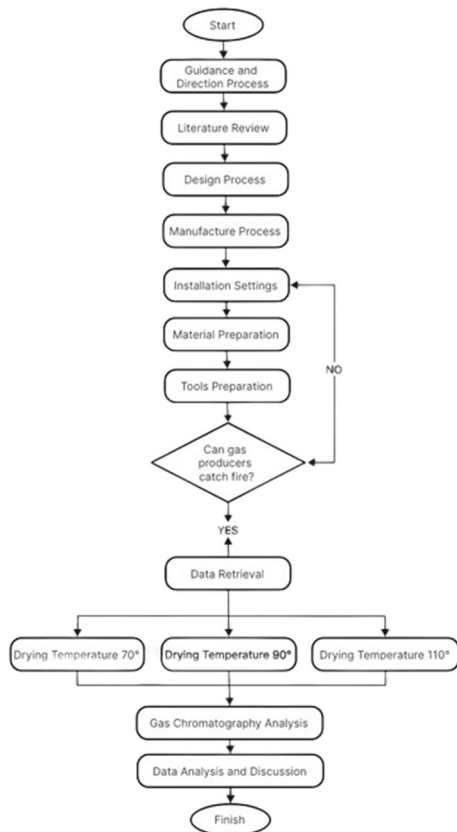 Start
Guidance and
Direction Process
Literature Review
Design Process
Manufacture Process
Installation Settings
Material Preparation
NO
Tools Preparation
Can gas
producers
catch fire?
YES
Data Retrieval
Drying Temperature 70°
Drying Temperature 90°
Drying Temperature 110°
Gas Chromatography Analysis
Data Analysis and Discussion
Finish